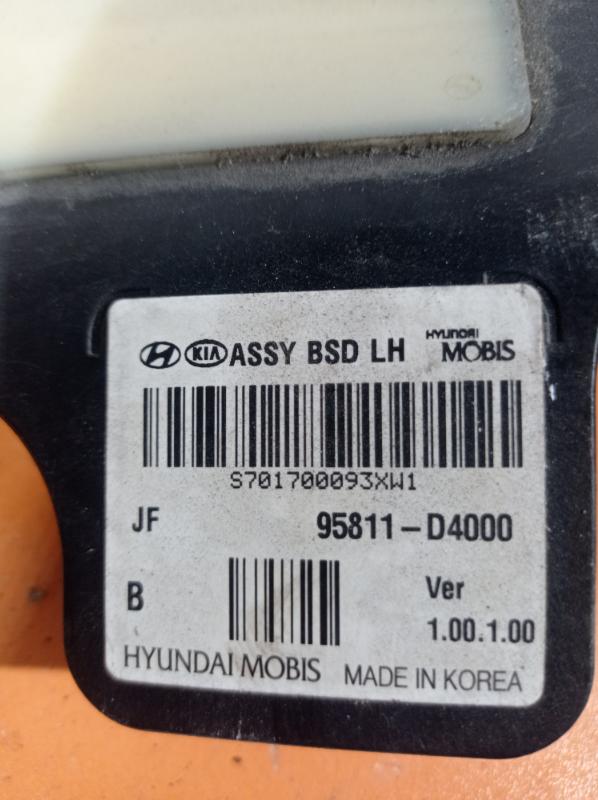 KIA ASSY BSD LH HYUNDAI MOBIS
S701700093XW1
JF 95811-D4000
B Ver
1.00.1.00
HYUNDAI MOBIS MADE IN KOREA